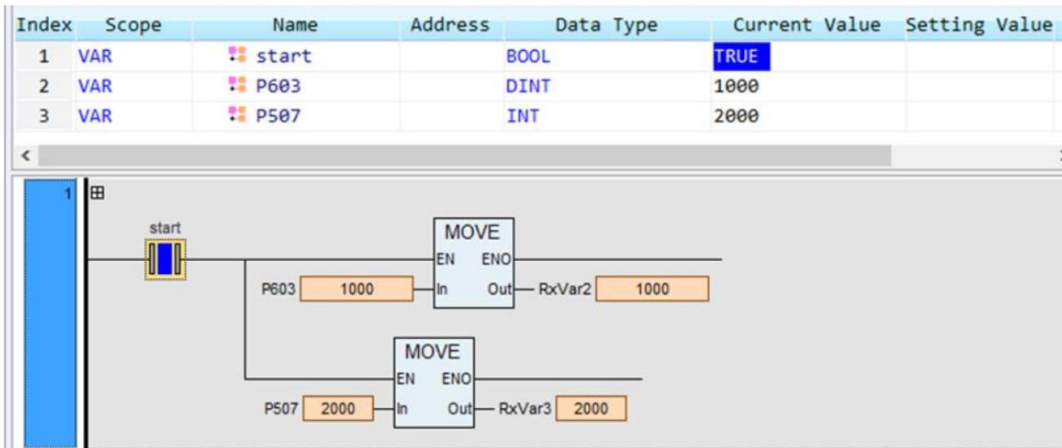 Index Scope Name Address Data Type Current Value Setting Value
1 VAR start BOOL TRUE
2 VAR P603 DINT 1000
3 VAR P507 INT 2000
1
start
MOVE
EN ENO
P603 1000 In Out RxVar2 1000
MOVE
EN ENO
P507 2000 In Out RxVar3 2000